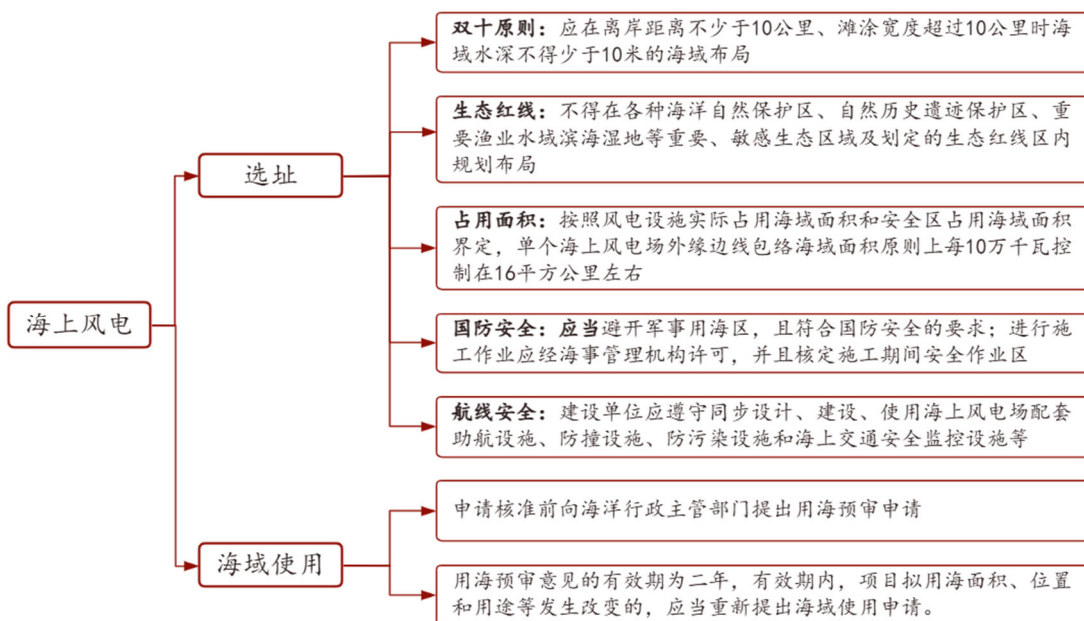 海上风电
选址
双十原则：应在离岸距离不少于10公里、滩涂宽度超过10公里时海
域水深不得少于10米的海域布局
生态红线：不得在各种海洋自然保护区、自然历史遗迹保护区、重
要渔业水域滨海湿地等重要、敏感生态区域及划定的生态红线区内
规划布局
占用面积：按照风电设施实际占用海域面积和安全区占用海域面积
界定，单个海上风电场外缘边线包络海域面积原则上每10万千瓦控
制在16平方公里左右
国防安全：应当避开军事用海区，且符合国防安全的要求；进行施
工作业应经海事管理机构许可，并且核定施工期间安全作业区
航线安全：建设单位应遵守同步设计、建设、使用海上风电场配套
助航设施、防撞设施、防污染设施和海上交通安全监控设施等
海域使用
申请核准前向海洋行政主管部门提出用海预审申请
用海预审意见的有效期为二年，有效期内，项目拟用海面积、位置
和用途等发生改变的，应当重新提出海域使用申请。